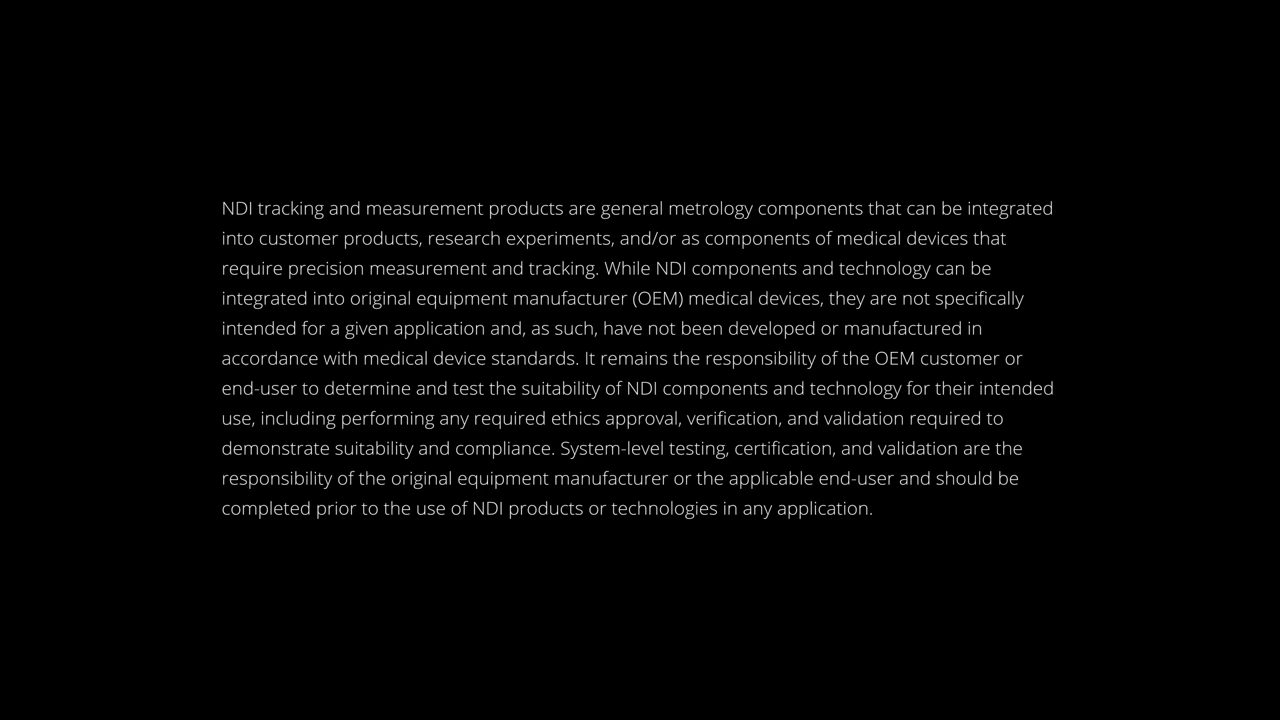 NDI tracking and measurement products are general metrology components that can be integrated
into customer products, research experiments, and/or as components of medical devices that
require precision measurement and tracking. While NDI components and technology can be
integrated into original equipment manufacturer (OEM) medical devices, they are not specifically
intended for a given application and, as such, have not been developed or manufactured in
accordance with medical device standards. It remains the responsibility of the OEM customer or
end-user to determine and test the suitability of NDI components and technology for their intended
use, including performing any required ethics approval, verification, and validation required to
demonstrate suitability and compliance. System-level testing, certification, and validation are the
responsibility of the original equipment manufacturer or the applicable end-user and should be
completed prior to the use of NDI products or technologies in any application.